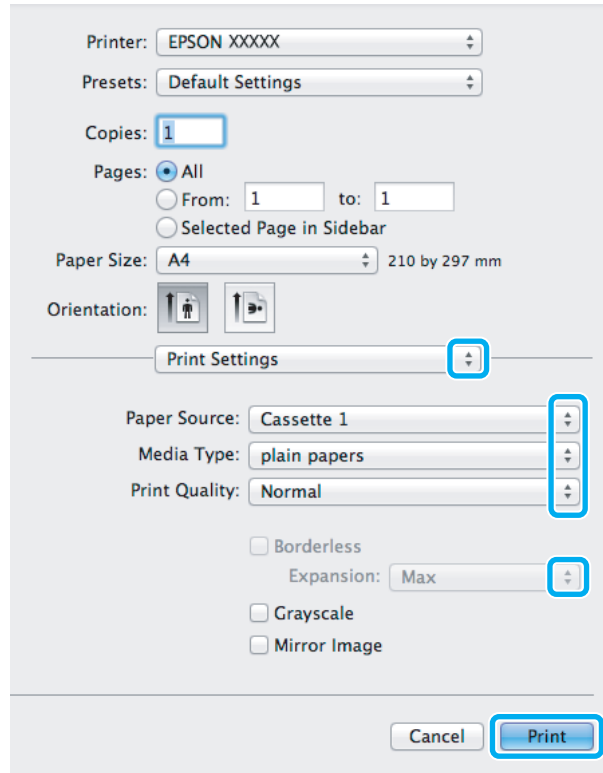 Printer: EPSON XXXXX
Presets: Default Settings
Copies: 1
Pages: All
From: 1 to: 1
Selected Page in Sidebar
Paper Size: A4 210 by 297 mm
Orientation:
Print Settings
Paper Source: Cassette 1
Media Type: plain papers
Print Quality: Normal
Borderless
Expansion: Max
Grayscale
Mirror Image
Cancel Print